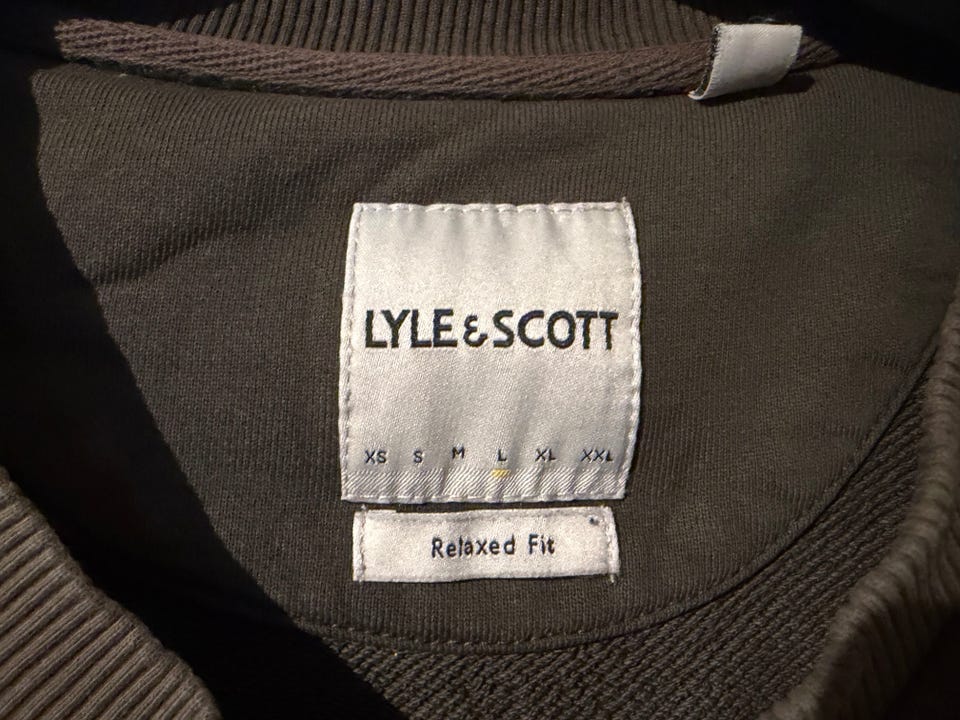 LYLE & SCOTT
XS S M L XL XXL
Relaxed Fit